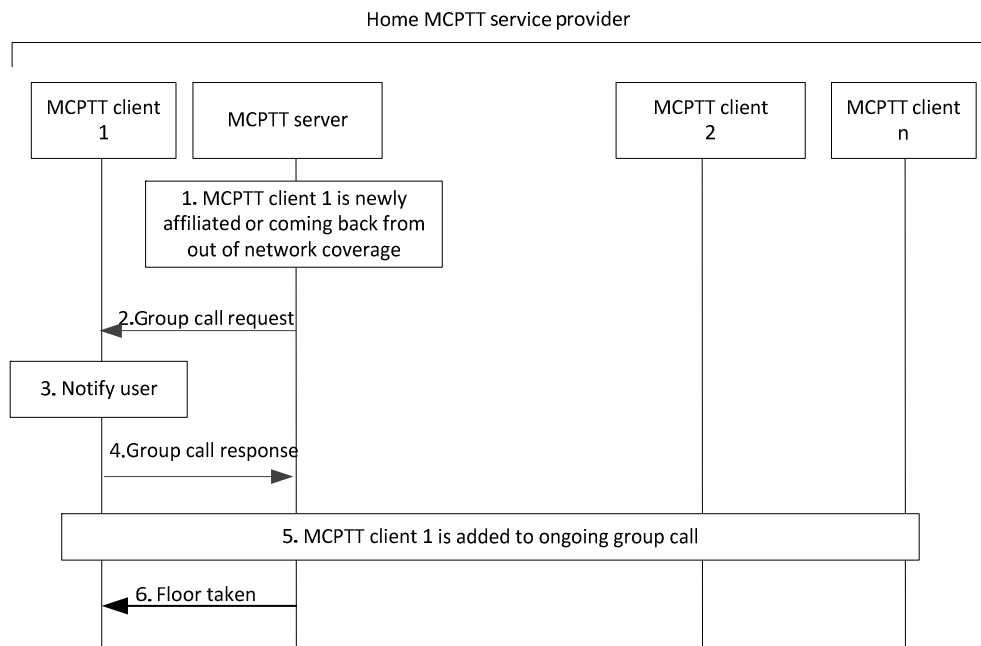 Home MCPTT service provider
MCPTT client
1
MCPTT server
MCPTT client
2
MCPTT client
n
1. MCPTT client 1 is newly
affiliated or coming back from
out of network coverage
2.Group call request
3. Notify user
4.Group call response
5. MCPTT client 1 is added to ongoing group call
6. Floor taken